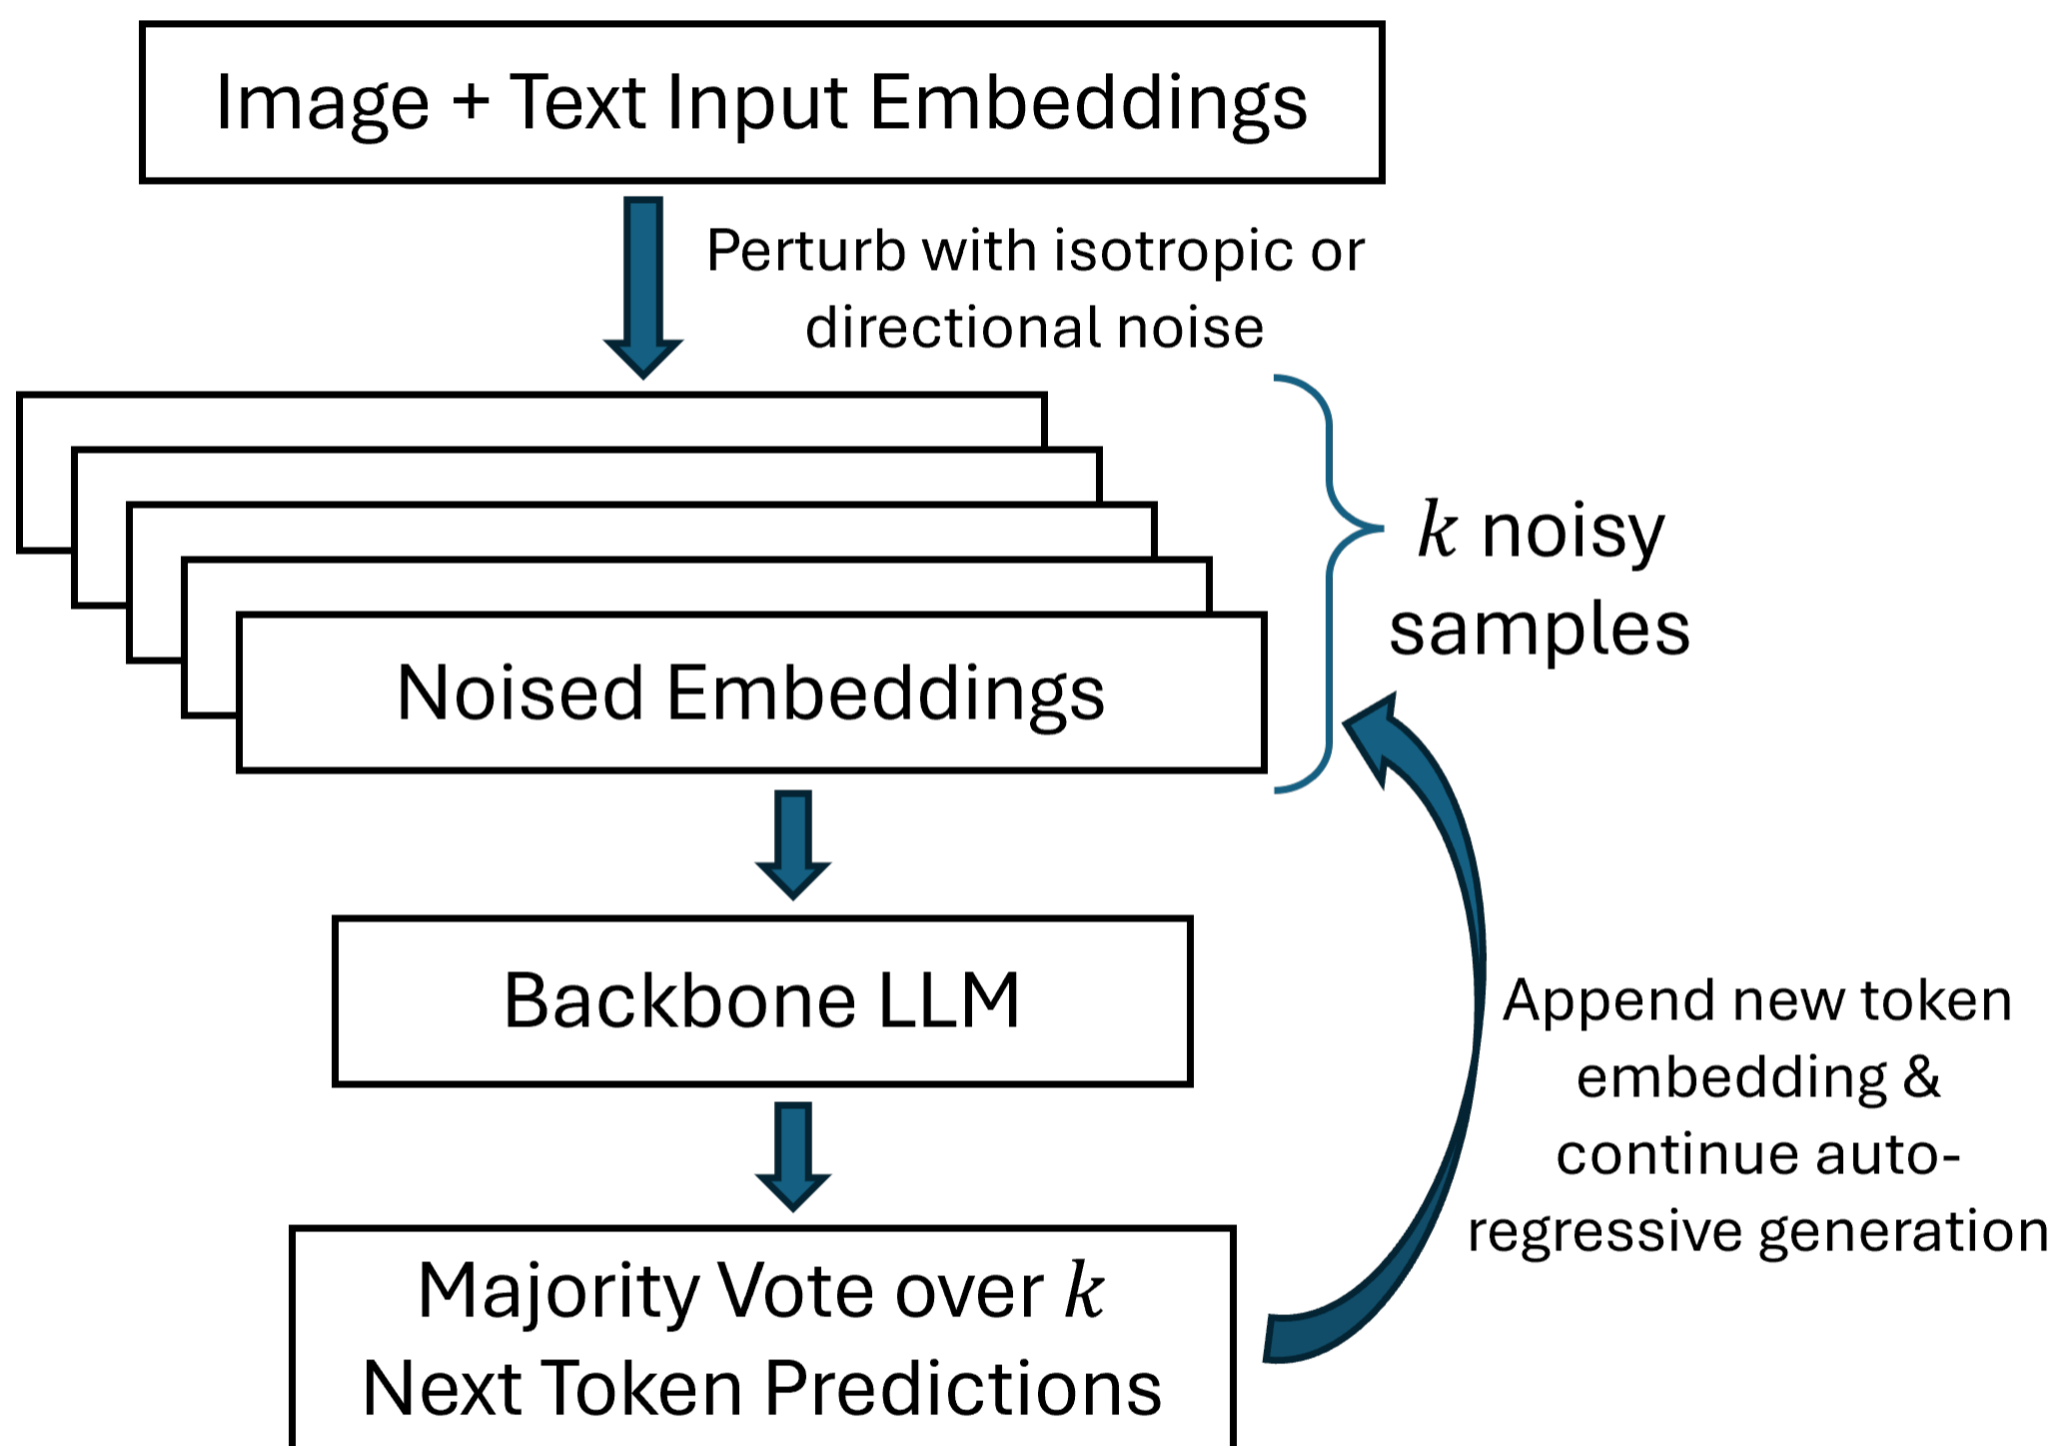 Image + Text Input Embeddings
Perturb with isotropic or
directional noise
k noisy
samples
Noised Embeddings
Backbone LLM
Append new token
embedding &
continue auto-
regressive generation
Majority Vote over k
Next Token Predictions